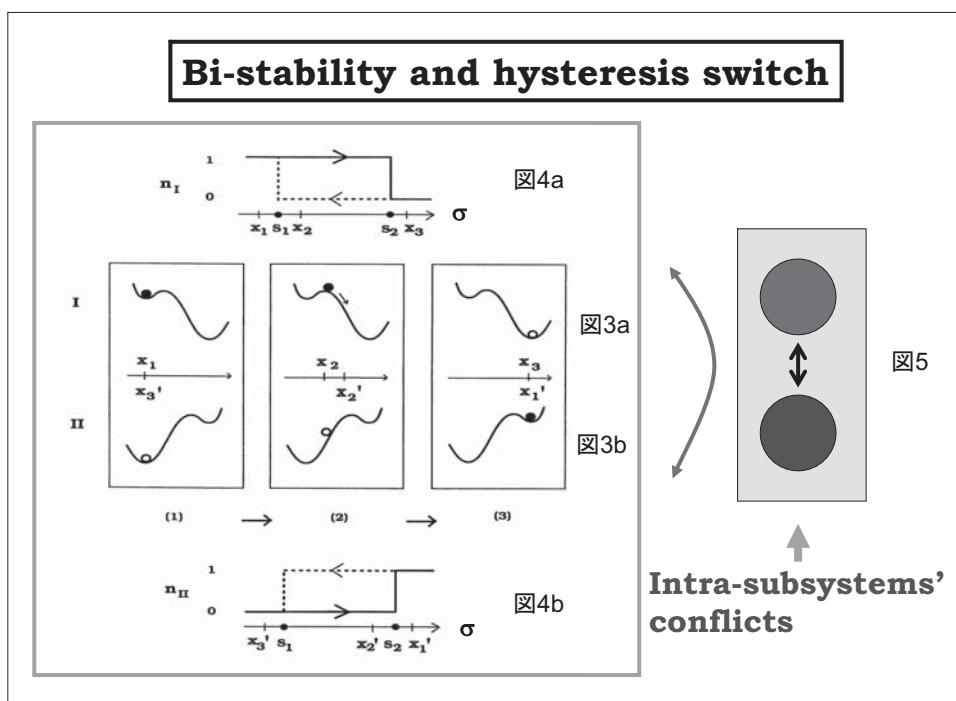 Bi-stability and hysteresis switch
1
n_I
0
図4a
x_1 s_1 x_2 s_2 x_3 σ
I
図3a
x_1
x_3'
x_2
x_2'
x_3
x_1'
II
図3b
(1) → (2) → (3)
1
n_II
0
図4b
x_3' s_1 x_2' s_2 x_1' σ
図5
Intra-subsystems’
conflicts